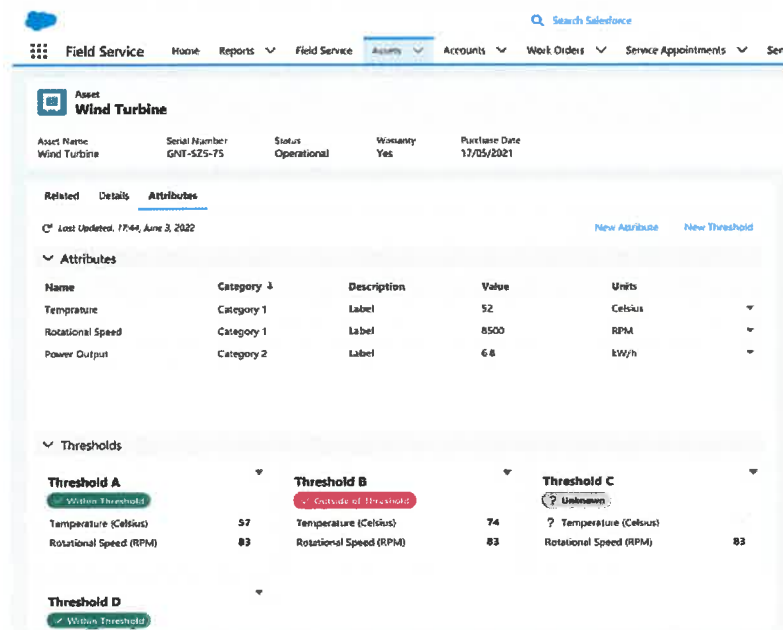 Search Salesforce
Field Service Home Reports Field Service Assets Accounts Work Orders Service Appointments Ser
Asset
Wind Turbine
Asset Name Serial Number Status Warranty Purchase Date
Wind Turbine GNT-SZS-75 Operational Yes 17/05/2021
Related Details Attributes
Last Updated, 17:44, June 3, 2022 New Attribute New Threshold
Attributes
Name Category ↓ Description Value Units
Temprature Category 1 Label 52 Celsius
Rotational Speed Category 1 Label 8500 RPM
Power Output Category 2 Label 68 kW/h
Thresholds
Threshold A Threshold B Threshold C
Within Threshold Outside of Threshold ? Unknown
Temperature (Celsius) 57 Temperature (Celsius) 74 ? Temperature (Celsius)
Rotational Speed (RPM) 83 Rotational Speed (RPM) 83 Rotational Speed (RPM) 83
Threshold D
Within Threshold